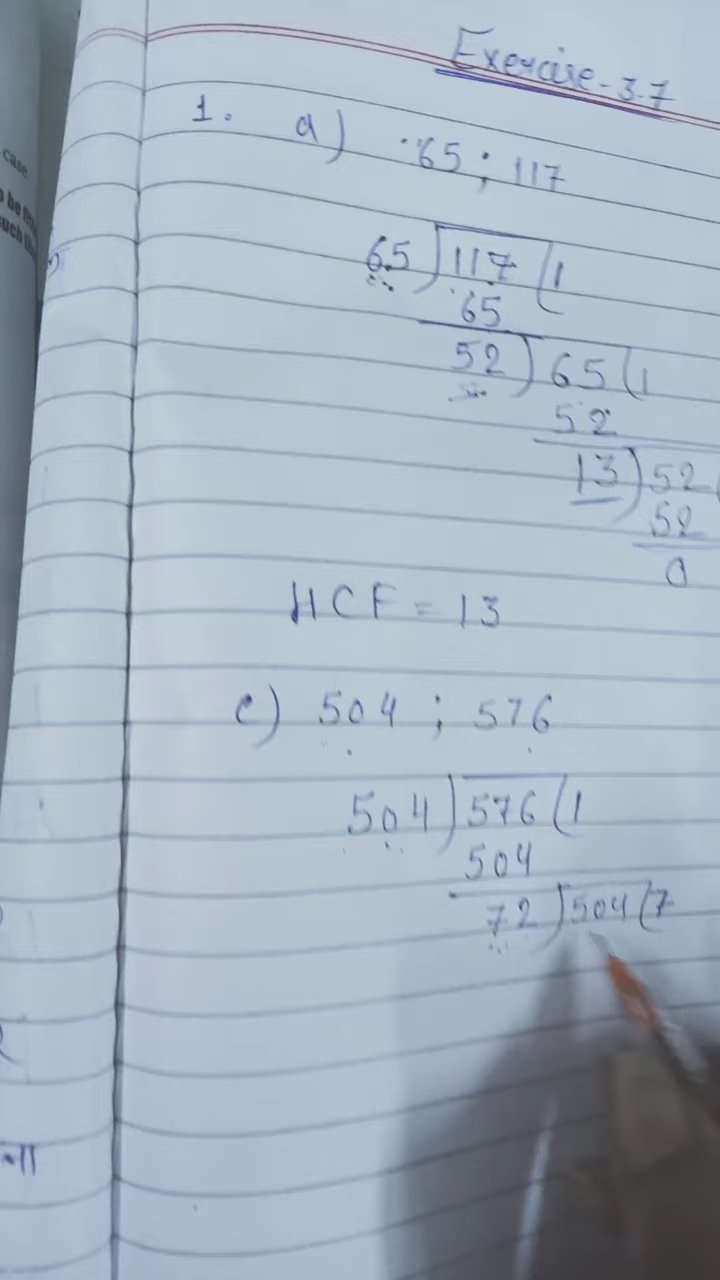 Exercise-3.7
1. a) 65 ; 117
65)117(1
65
52)65(1
52
13)52(
52
0
HCF = 13
c) 504 ; 576
504)576(1
504
72)504(7
case